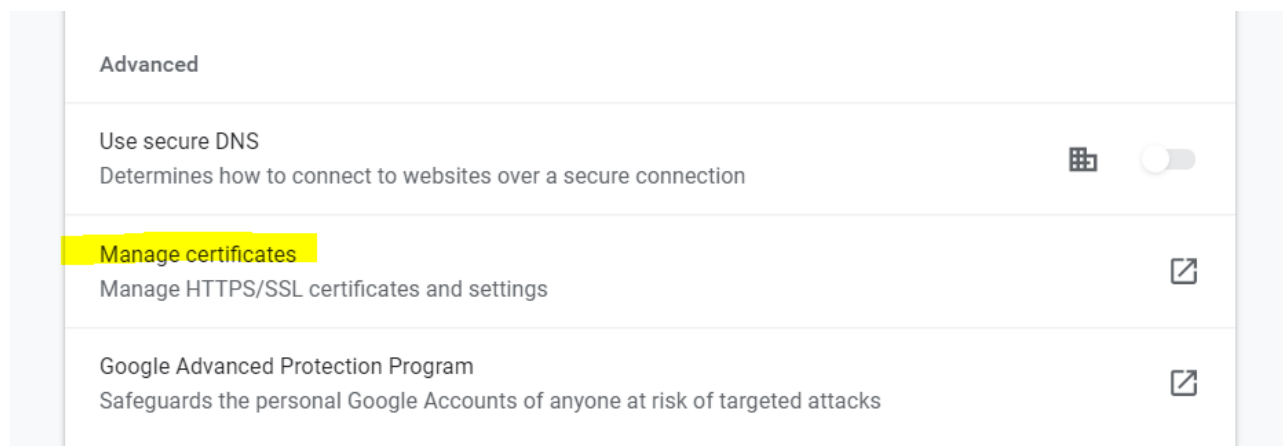 Advanced
Use secure DNS
Determines how to connect to websites over a secure connection
Manage certificates
Manage HTTPS/SSL certificates and settings
Google Advanced Protection Program
Safeguards the personal Google Accounts of anyone at risk of targeted attacks